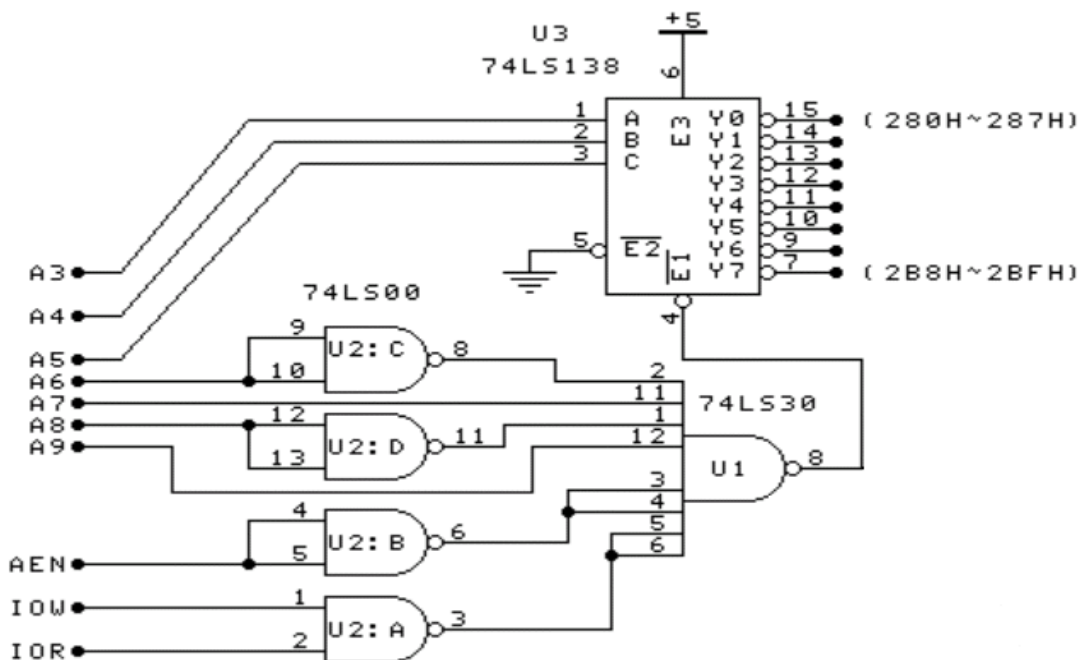 +5
U3
74LS138
6
1 A E3 Y0 15 (280H~287H)
2 B Y1 14
3 C Y2 13
Y3 12
Y4 11
Y5 10
5 E2 E1 Y6 9
Y7 7 (2B8H~2BFH)
4
A3
A4
A5
A6
A7
A8
A9
AEN
IOW
IOR
74LS00
9 U2:C 8
10
12 U2:D 11
13
4 U2:B 6
5
1 U2:A 3
2
2
11
1
12
3
4
5
6
74LS30
U1 8